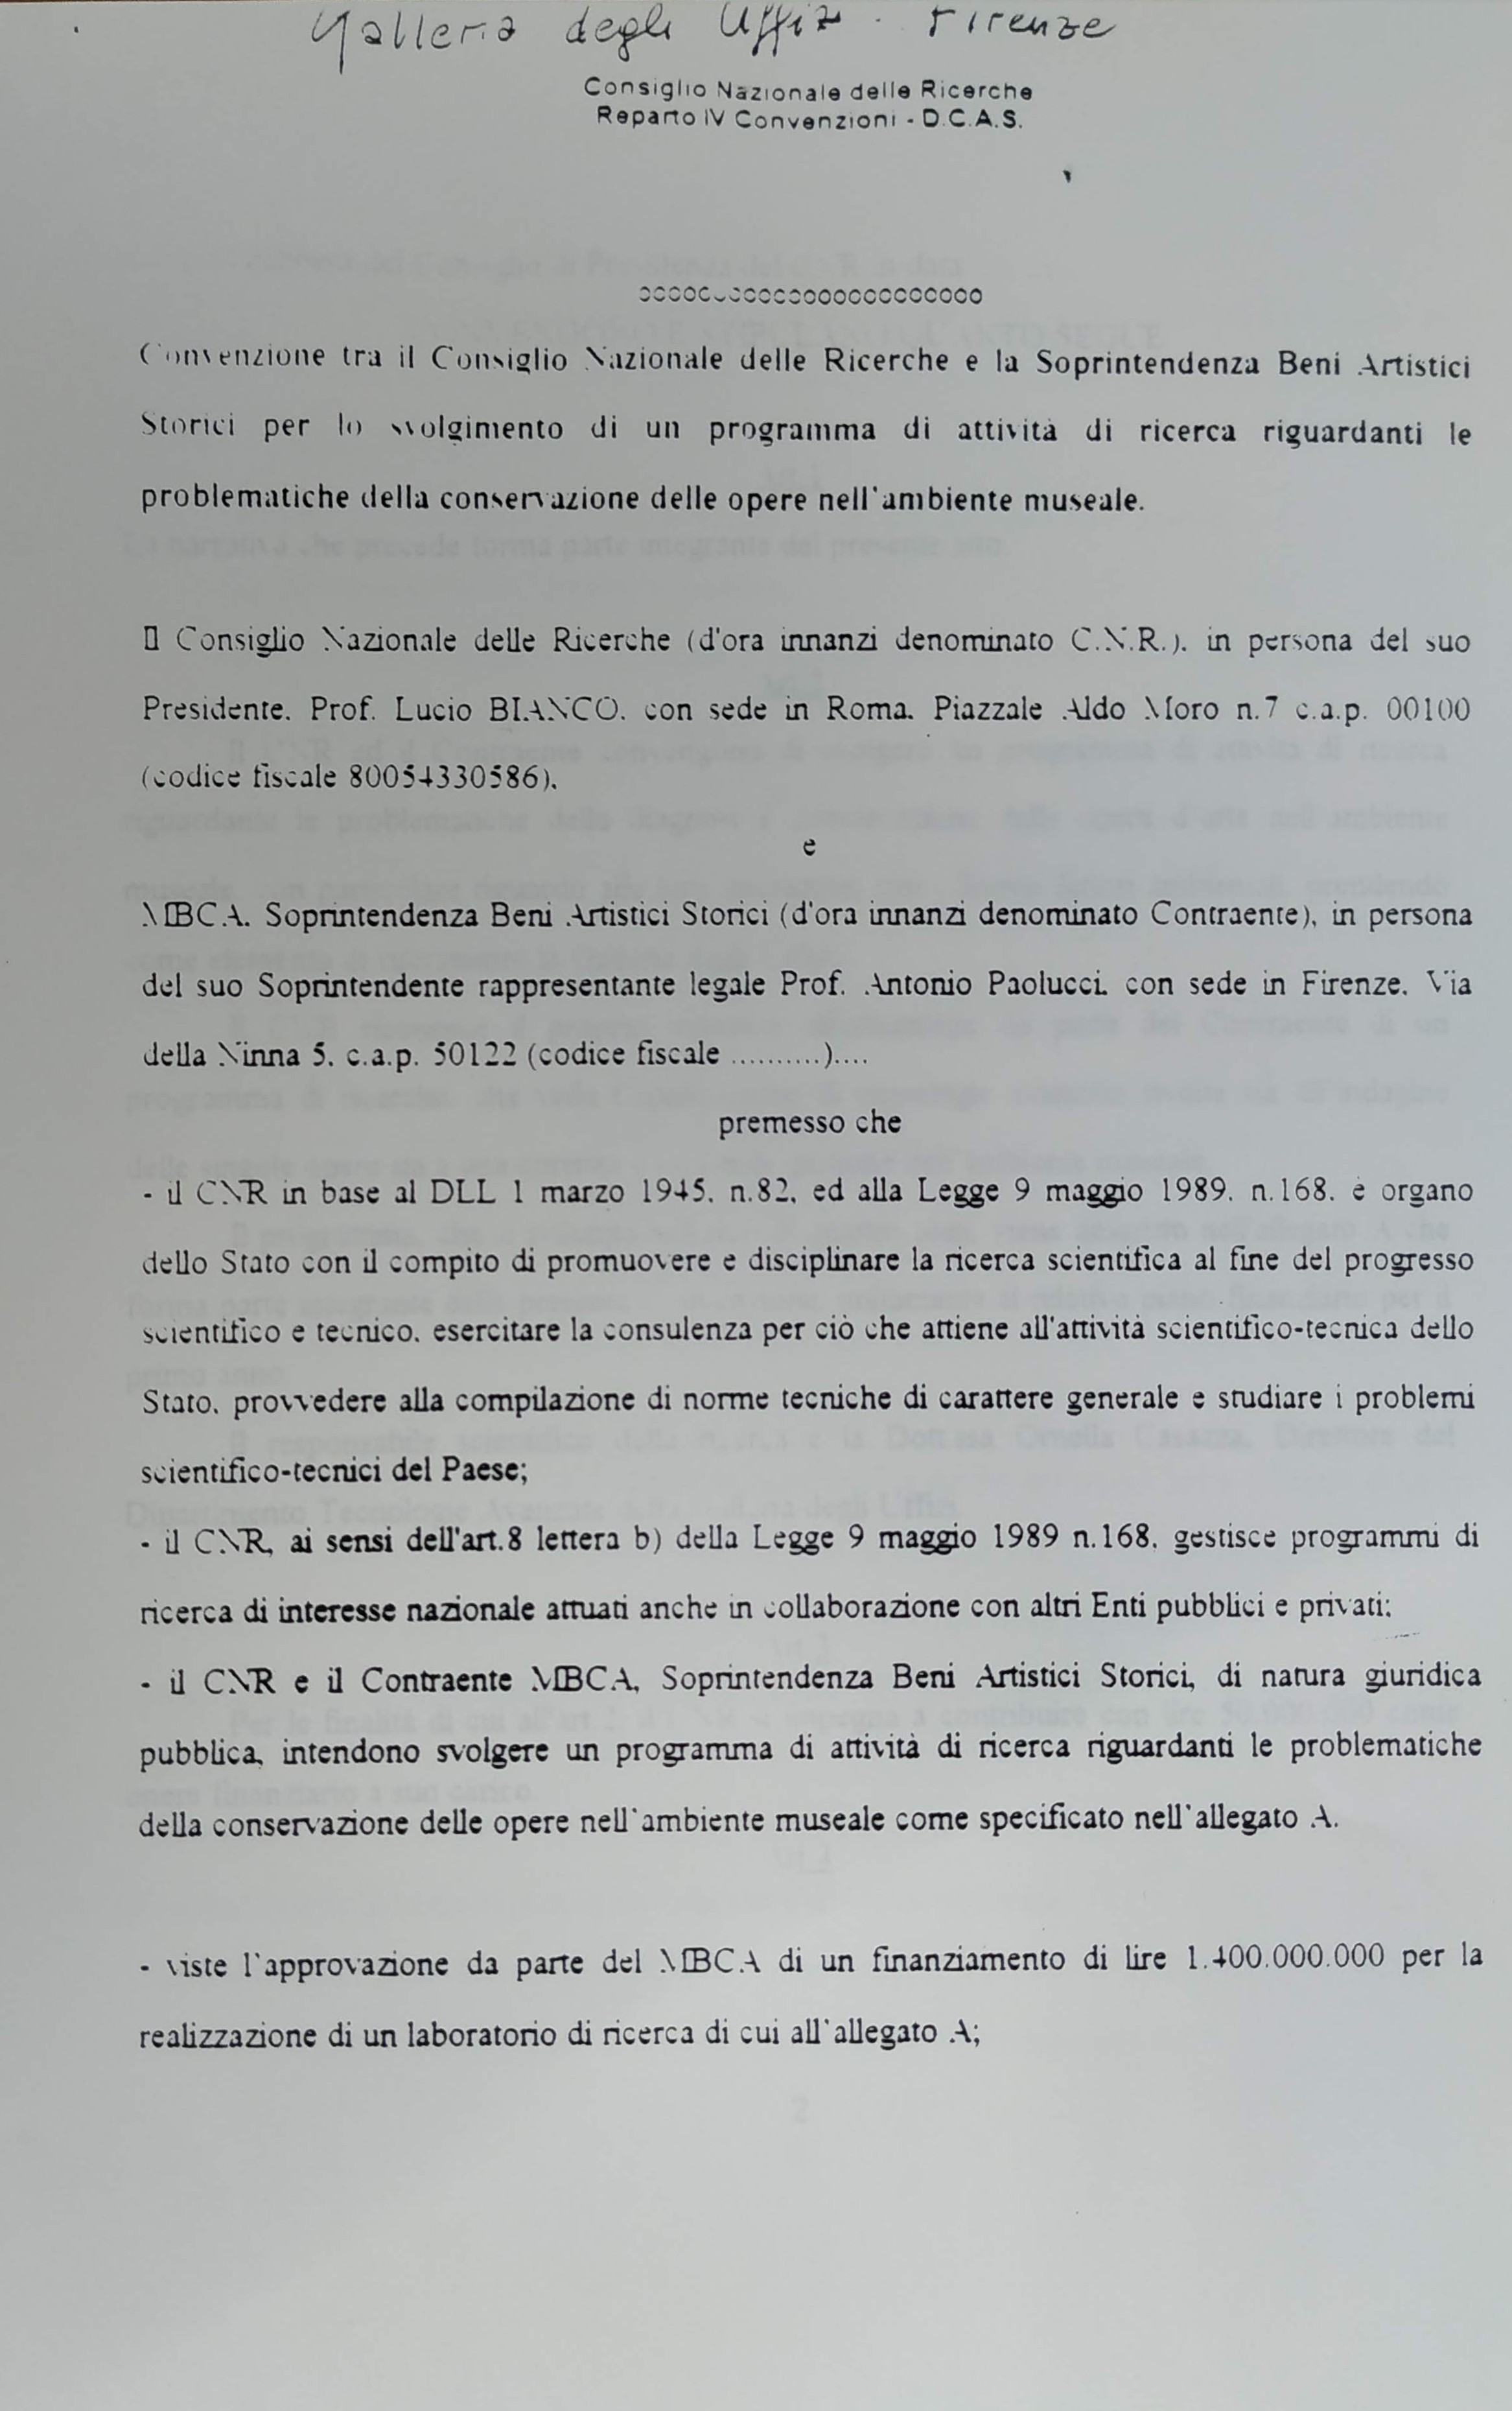 Galleria degli Uffizi - Firenze
Consiglio Nazionale delle Ricerche
Reparto IV Convenzioni - D.C.A.S.
ooooooooooooooooooooooo
Convenzione tra il Consiglio Nazionale delle Ricerche e la Soprintendenza Beni Artistici
Storici per lo svolgimento di un programma di attività di ricerca riguardanti le
problematiche della conservazione delle opere nell'ambiente museale.
Il Consiglio Nazionale delle Ricerche (d'ora innanzi denominato C.N.R.). in persona del suo
Presidente. Prof. Lucio BIANCO. con sede in Roma. Piazzale Aldo Moro n.7 c.a.p. 00100
(codice fiscale 80054330586).
e
MBCA. Soprintendenza Beni Artistici Storici (d'ora innanzi denominato Contraente), in persona
del suo Soprintendente rappresentante legale Prof. Antonio Paolucci. con sede in Firenze. Via
della Ninna 5. c.a.p. 50122 (codice fiscale ..........)....
premesso che
- il CNR in base al DLL 1 marzo 1945. n.82, ed alla Legge 9 maggio 1989. n.168. è organo
dello Stato con il compito di promuovere e disciplinare la ricerca scientifica al fine del progresso
scientifico e tecnico. esercitare la consulenza per ciò che attiene all'attività scientifico-tecnica dello
Stato. provvedere alla compilazione di norme tecniche di carattere generale e studiare i problemi
scientifico-tecnici del Paese;
- il CNR, ai sensi dell'art.8 lettera b) della Legge 9 maggio 1989 n.168. gestisce programmi di
ricerca di interesse nazionale attuati anche in collaborazione con altri Enti pubblici e privati;
- il CNR e il Contraente MBCA, Soprintendenza Beni Artistici Storici, di natura giuridica
pubblica, intendono svolgere un programma di attività di ricerca riguardanti le problematiche
della conservazione delle opere nell'ambiente museale come specificato nell'allegato A.
- viste l'approvazione da parte del MBCA di un finanziamento di lire 1.400.000.000 per la
realizzazione di un laboratorio di ricerca di cui all'allegato A;
2